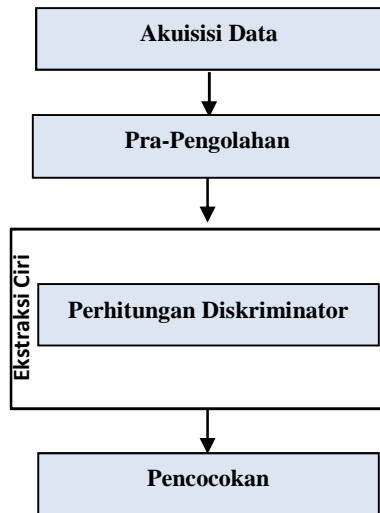 Akuisisi Data
Pra-Pengolahan
Ekstraksi Ciri
Perhitungan Diskriminator
Pencocokan